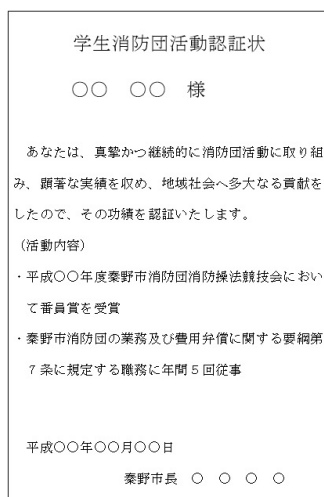 学生消防団活動認証状
○○　○○　様
あなたは、真摯かつ継続的に消防団活動に取り組
み、顕著な実績を収め、地域社会へ多大なる貢献を
したので、その功績を認証いたします。
（活動内容）
・平成○○年度秦野市消防団消防操法競技会におい
て番員賞を受賞
・秦野市消防団の業務及び費用弁償に関する要綱第
７条に規定する職務に年間５回従事
平成○○年○○月○○日
秦野市長　○　○　○　○